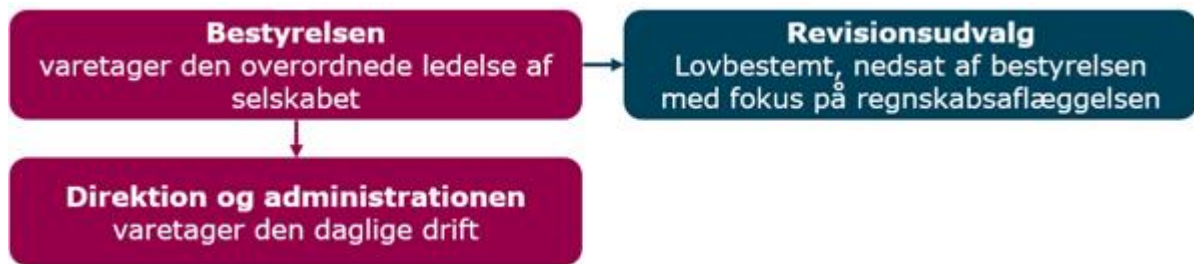 Bestyrelsen
varetager den overordnede ledelse af
selskabet
Revisionsudvalg
Lovbestemt, nedsat af bestyrelsen
med fokus på regnskabsaflæggelsen
Direktion og administrationen
varetager den daglige drift